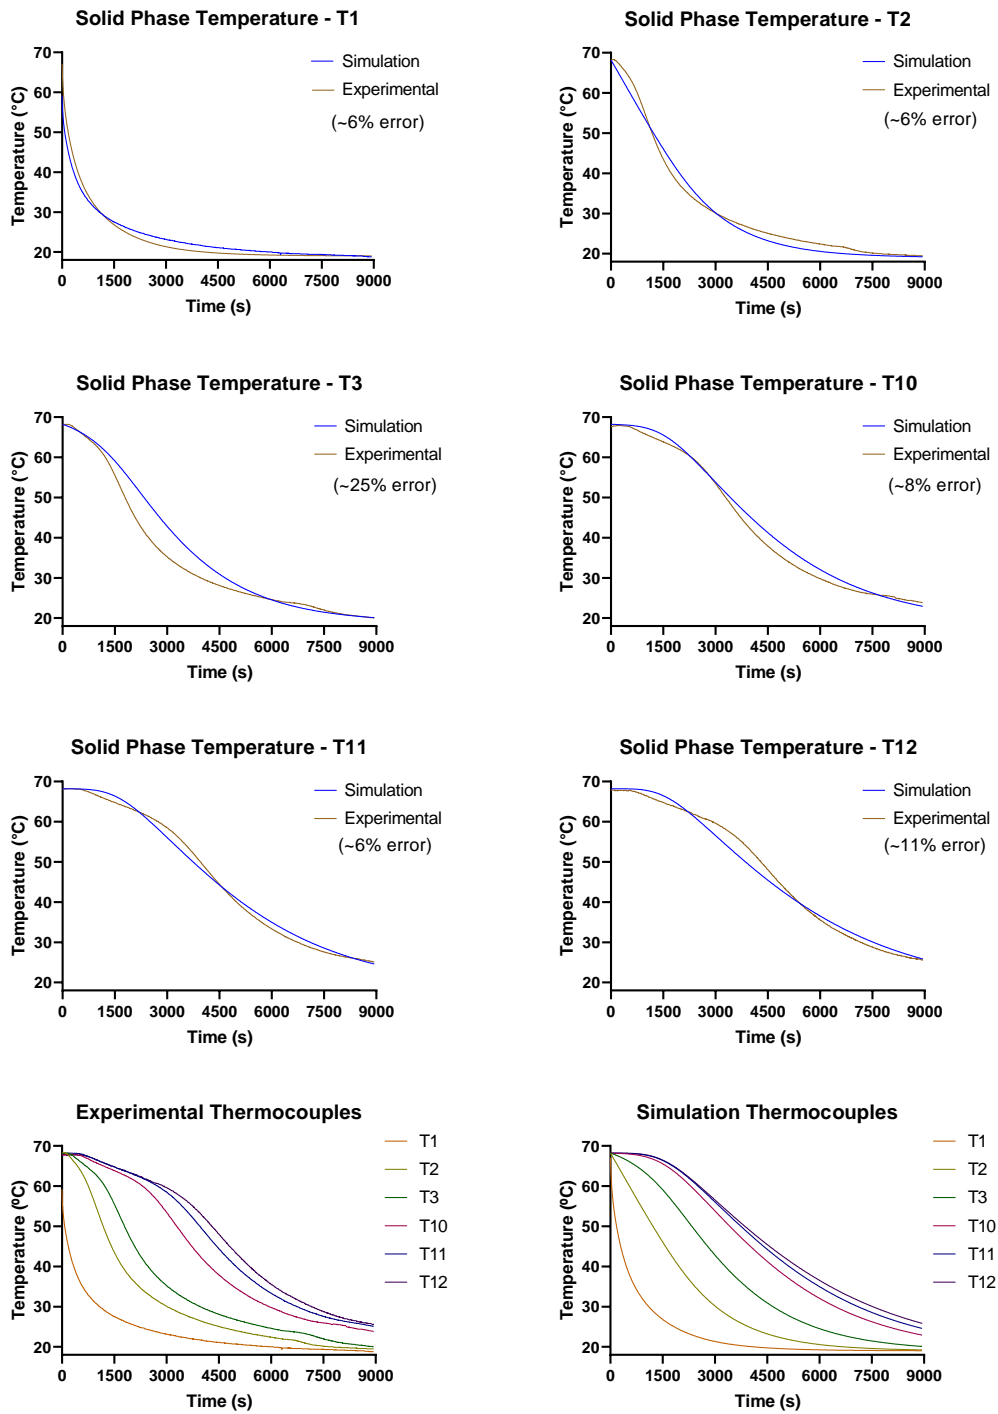 Solid Phase Temperature - T1
Temperature (°C)
70
60
50
40
30
20
0 1500 3000 4500 6000 7500 9000
Time (s)
Simulation
Experimental
(~6% error)
Solid Phase Temperature - T2
Temperature (°C)
70
60
50
40
30
20
0 1500 3000 4500 6000 7500 9000
Time (s)
Simulation
Experimental
(~6% error)
Solid Phase Temperature - T3
Temperature (°C)
70
60
50
40
30
20
0 1500 3000 4500 6000 7500 9000
Time (s)
Simulation
Experimental
(~25% error)
Solid Phase Temperature - T10
Temperature (°C)
70
60
50
40
30
20
0 1500 3000 4500 6000 7500 9000
Time (s)
Simulation
Experimental
(~8% error)
Solid Phase Temperature - T11
Temperature (°C)
70
60
50
40
30
20
0 1500 3000 4500 6000 7500 9000
Time (s)
Simulation
Experimental
(~6% error)
Solid Phase Temperature - T12
Temperature (°C)
70
60
50
40
30
20
0 1500 3000 4500 6000 7500 9000
Time (s)
Simulation
Experimental
(~11% error)
Experimental Thermocouples
Temperature (ºC)
70
60
50
40
30
20
0 1500 3000 4500 6000 7500 9000
Time (s)
T1
T2
T3
T10
T11
T12
Simulation Thermocouples
Temperature (ºC)
70
60
50
40
30
20
0 1500 3000 4500 6000 7500 9000
Time (s)
T1
T2
T3
T10
T11
T12